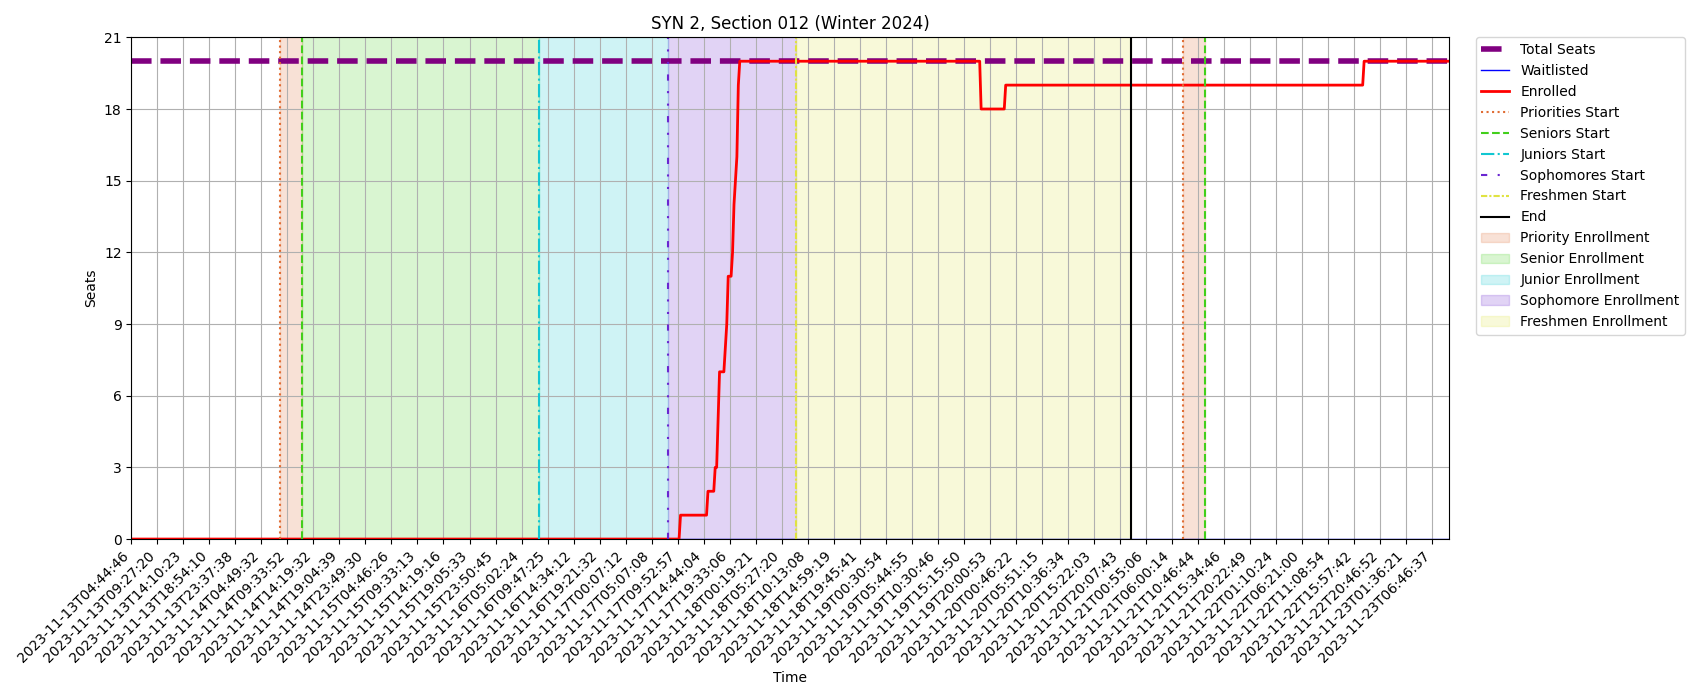 SYN 2, Section 012 (Winter 2024)
21
18
15
12
9
6
3
0
Seats
2023-11-13T04:44:46
2023-11-13T09:27:20
2023-11-13T14:10:23
2023-11-13T18:54:10
2023-11-13T23:37:38
2023-11-14T04:49:32
2023-11-14T09:33:52
2023-11-14T14:19:32
2023-11-14T19:04:39
2023-11-14T23:49:30
2023-11-15T04:46:26
2023-11-15T09:33:13
2023-11-15T14:19:16
2023-11-15T19:05:33
2023-11-15T23:50:45
2023-11-16T05:02:24
2023-11-16T09:47:25
2023-11-16T14:34:12
2023-11-16T19:21:32
2023-11-17T00:07:12
2023-11-17T05:07:08
2023-11-17T09:52:57
2023-11-17T14:44:04
2023-11-17T19:33:06
2023-11-18T00:19:21
2023-11-18T05:27:20
2023-11-18T10:13:08
2023-11-18T14:59:19
2023-11-18T19:45:41
2023-11-19T00:30:54
2023-11-19T05:44:55
2023-11-19T10:30:46
2023-11-19T15:15:50
2023-11-19T20:00:53
2023-11-20T00:46:22
2023-11-20T05:51:15
2023-11-20T10:36:34
2023-11-20T15:22:03
2023-11-20T20:07:43
2023-11-21T00:55:06
2023-11-21T06:00:14
2023-11-21T10:46:44
2023-11-21T15:34:46
2023-11-21T20:22:49
2023-11-22T01:10:24
2023-11-22T06:21:00
2023-11-22T11:08:54
2023-11-22T15:57:42
2023-11-22T20:46:52
2023-11-23T01:36:21
2023-11-23T06:46:37
Time
Total Seats
Waitlisted
Enrolled
Priorities Start
Seniors Start
Juniors Start
Sophomores Start
Freshmen Start
End
Priority Enrollment
Senior Enrollment
Junior Enrollment
Sophomore Enrollment
Freshmen Enrollment